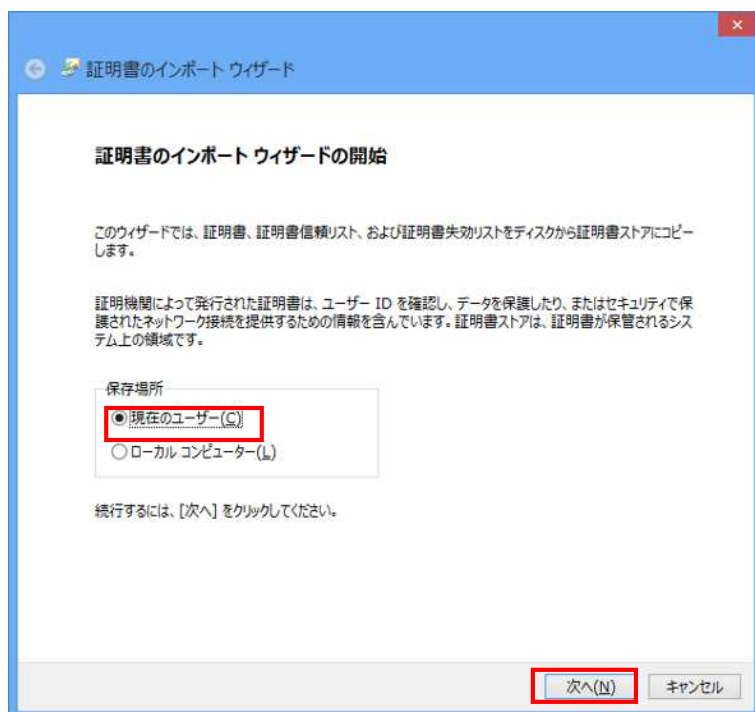 証明書のインポート ウィザード
証明書のインポート ウィザードの開始
このウィザードでは、証明書、証明書信頼リスト、および証明書失効リストをディスクから証明書ストアにコピー
します。
証明機関によって発行された証明書は、ユーザー ID を確認し、データを保護したり、またはセキュリティで保
護されたネットワーク接続を提供するための情報を含んでいます。証明書ストアは、証明書が保管されるシス
テム上の領域です。
保存場所
現在のユーザー(C)
ローカル コンピューター(L)
続行するには、[次へ] をクリックしてください。
次へ(N)
キャンセル